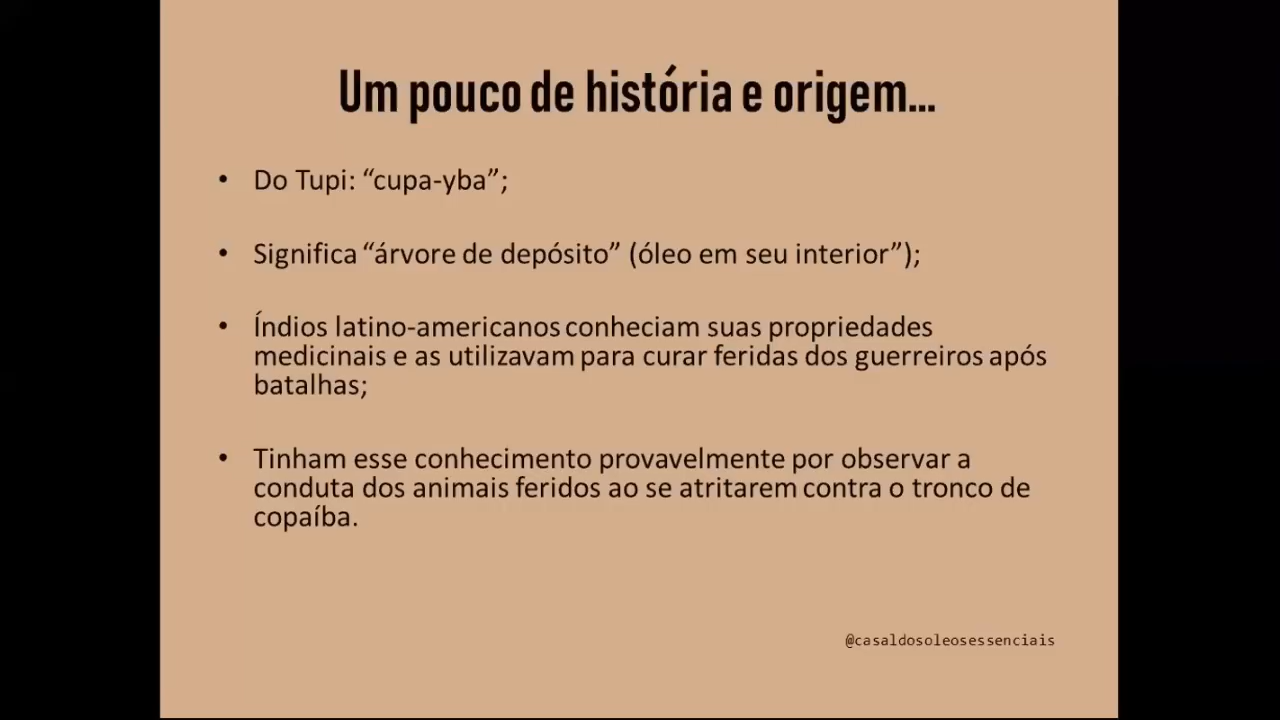 Um pouco de história e origem...
• Do Tupi: “cupa-yba”;
• Significa “árvore de depósito” (óleo em seu interior”);
• Índios latino-americanos conheciam suas propriedades
medicinais e as utilizavam para curar feridas dos guerreiros após
batalhas;
• Tinham esse conhecimento provavelmente por observar a
conduta dos animais feridos ao se atritarem contra o tronco de
copaíba.
@casaldosoleosessenciais